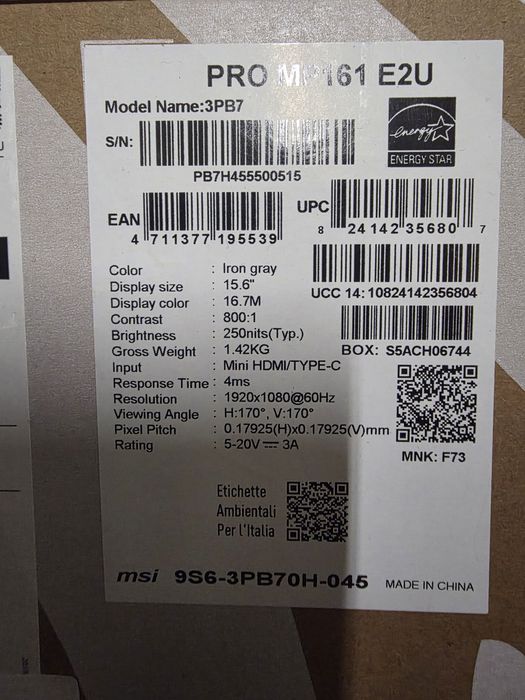 PRO MP161 E2U
Model Name:3PB7
S/N:
PB7H455500515
ENERGY STAR
EAN
4 711377 195539
UPC
8 24142 35680 7
UCC 14: 10824142356804
BOX: S5ACH06744
Color : Iron gray
Display size : 15.6"
Display color : 16.7M
Contrast : 800:1
Brightness : 250nits(Typ.)
Gross Weight : 1.42KG
Input : Mini HDMI/TYPE-C
Response Time : 4ms
Resolution : 1920x1080@60Hz
Viewing Angle : H:170°, V:170°
Pixel Pitch : 0.17925(H)x0.17925(V)mm
Rating : 5-20V ⎓ 3A
MNK: F73
Etichette
Ambientali
Per l'Italia
msi 9S6-3PB70H-045 MADE IN CHINA